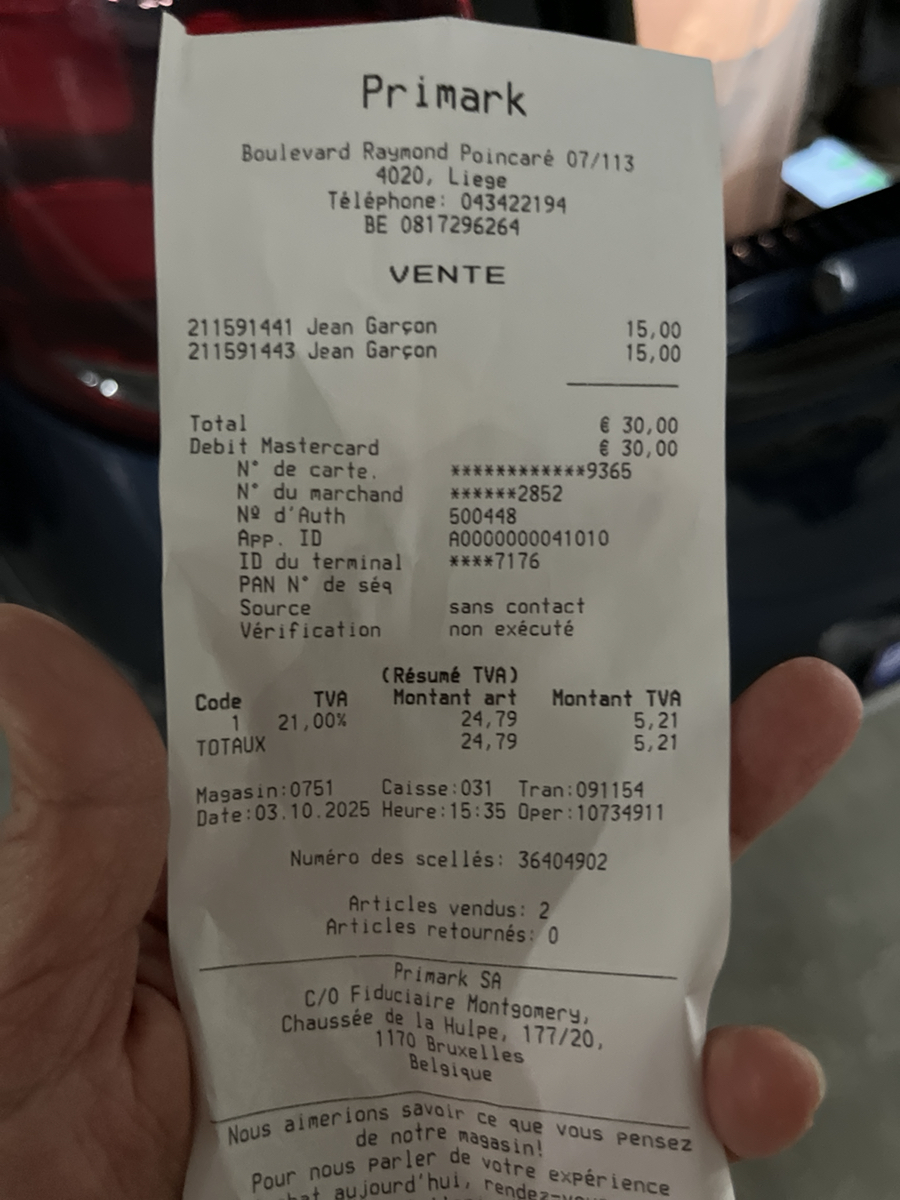 Primark
Boulevard Raymond Poincaré 07/113
4020, Liege
Téléphone: 043422194
BE 0817296264
VENTE
211591441 Jean Garçon 15,00
211591443 Jean Garçon 15,00
Total € 30,00
Debit Mastercard € 30,00
N° de carte. ************9365
N° du marchand ******2852
Nº d'Auth 500448
App. ID A0000000041010
ID du terminal ****7176
PAN N° de séq
Source sans contact
Vérification non exécuté
(Résumé TVA)
Code TVA Montant art Montant TVA
1 21,00% 24,79 5,21
TOTAUX 24,79 5,21
Magasin:0751 Caisse:031 Tran:091154
Date:03.10.2025 Heure:15:35 Oper:10734911
Numéro des scellés: 36404902
Articles vendus: 2
Articles retournés: 0
Primark SA
C/O Fiduciaire Montgomery,
Chaussée de la Hulpe, 177/20,
1170 Bruxelles
Belgique
Nous aimerions savoir ce que vous pensez
de notre magasin!
Pour nous parler de votre expérience
aujourd'hui,